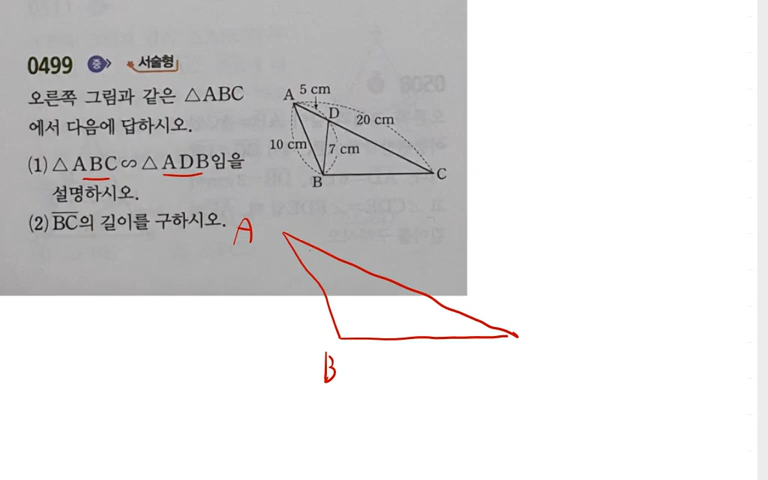 0499 중 서술형
오른쪽 그림과 같은 △ABC
에서 다음에 답하시오.
(1) △ABC∽△ADB임을
설명하시오.
(2) BC의 길이를 구하시오.
A 5 cm
D
20 cm
10 cm
7 cm
B
C
A
B